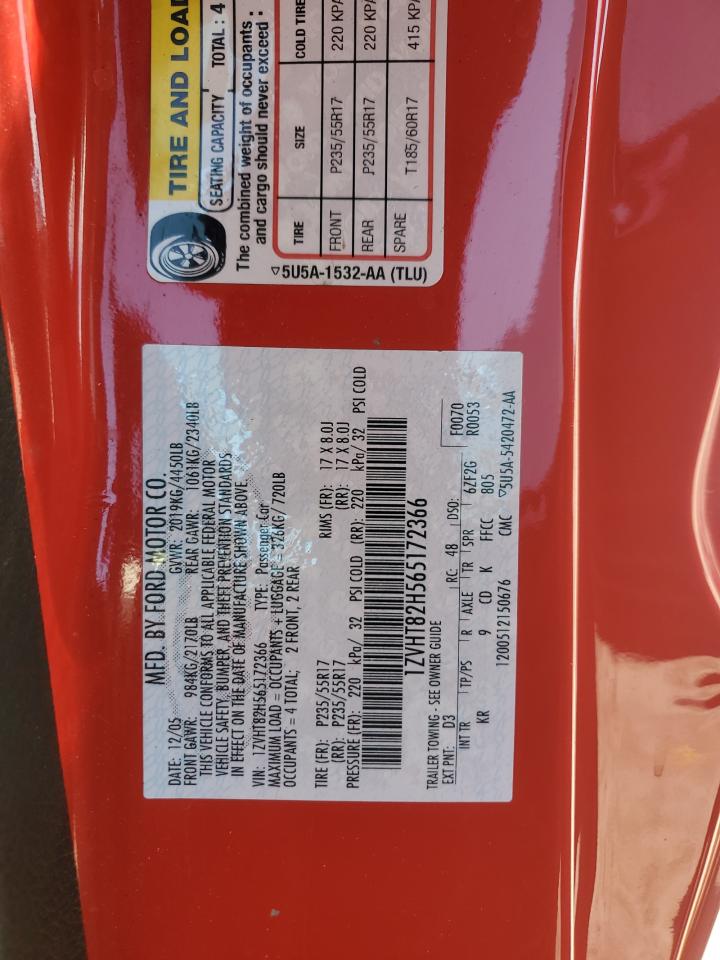 TIRE AND LOAD
SEATING CAPACITY TOTAL : 4
The combined weight of occupants :
and cargo should never exceed :
TIRE SIZE COLD TIRE
FRONT P235/55R17 220 KPA
REAR P235/55R17 220 KPA
SPARE T185/60R17 415 KPA
5U5A-1532-AA (TLU)
MFD. BY FORD MOTOR CO.
DATE: 12/05 GVWR: 2019KG/4450LB
FRONT GAWR: 984KG/2170LB REAR GAWR: 1061KG/2340LB
THIS VEHICLE CONFORMS TO ALL APPLICABLE FEDERAL MOTOR
VEHICLE SAFETY, BUMPER, AND THEFT PREVENTION STANDARDS
IN EFFECT ON THE DATE OF MANUFACTURE SHOWN ABOVE.
VIN: 1ZVHT82H565172366 TYPE: Passenger Car
MAXIMUM LOAD = OCCUPANTS + LUGGAGE = 326KG/720LB
OCCUPANTS = 4 TOTAL: 2 FRONT, 2 REAR
TIRE (FR): P235/55R17 RIMS (FR): 17 X 8.0J
(RR): P235/55R17 (RR): 17 X 8.0J
PRESSURE (FR): 220 kPa/ 32 PSI COLD (RR): 220 kPa/ 32 PSI COLD
1ZVHT82H565172366
TRAILER TOWING - SEE OWNER GUIDE
EXT PNT: D3 RC: 48 DSO: F0070
R0053
INT TR TP/PS R AXLE TR SPR 6ZF2G
KR 9 CD K FFCC 805
1200512150676 CMC 5U5A-5420472-AA